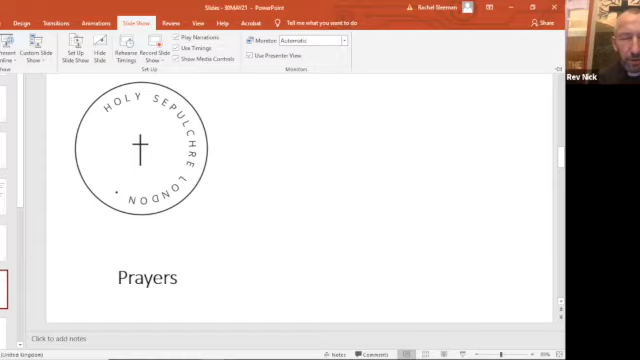 Slides - 30MAY21 - PowerPoint
Rachel Sleeman
Design Transitions Animations Slide Show Review View Help Acrobat Tell me what you want to do Share
Custom Slide Show
Set Up Slide Show
Hide Slide
Rehearse Timings
Record Slide Show
Play Narrations
Use Timings
Show Media Controls
Set Up
Monitor: Automatic
Use Presenter View
Monitors
Rev Nick
HOLY SEPULCHRE LONDON •
Prayers
Click to add notes
(United Kingdom)
Notes Comments